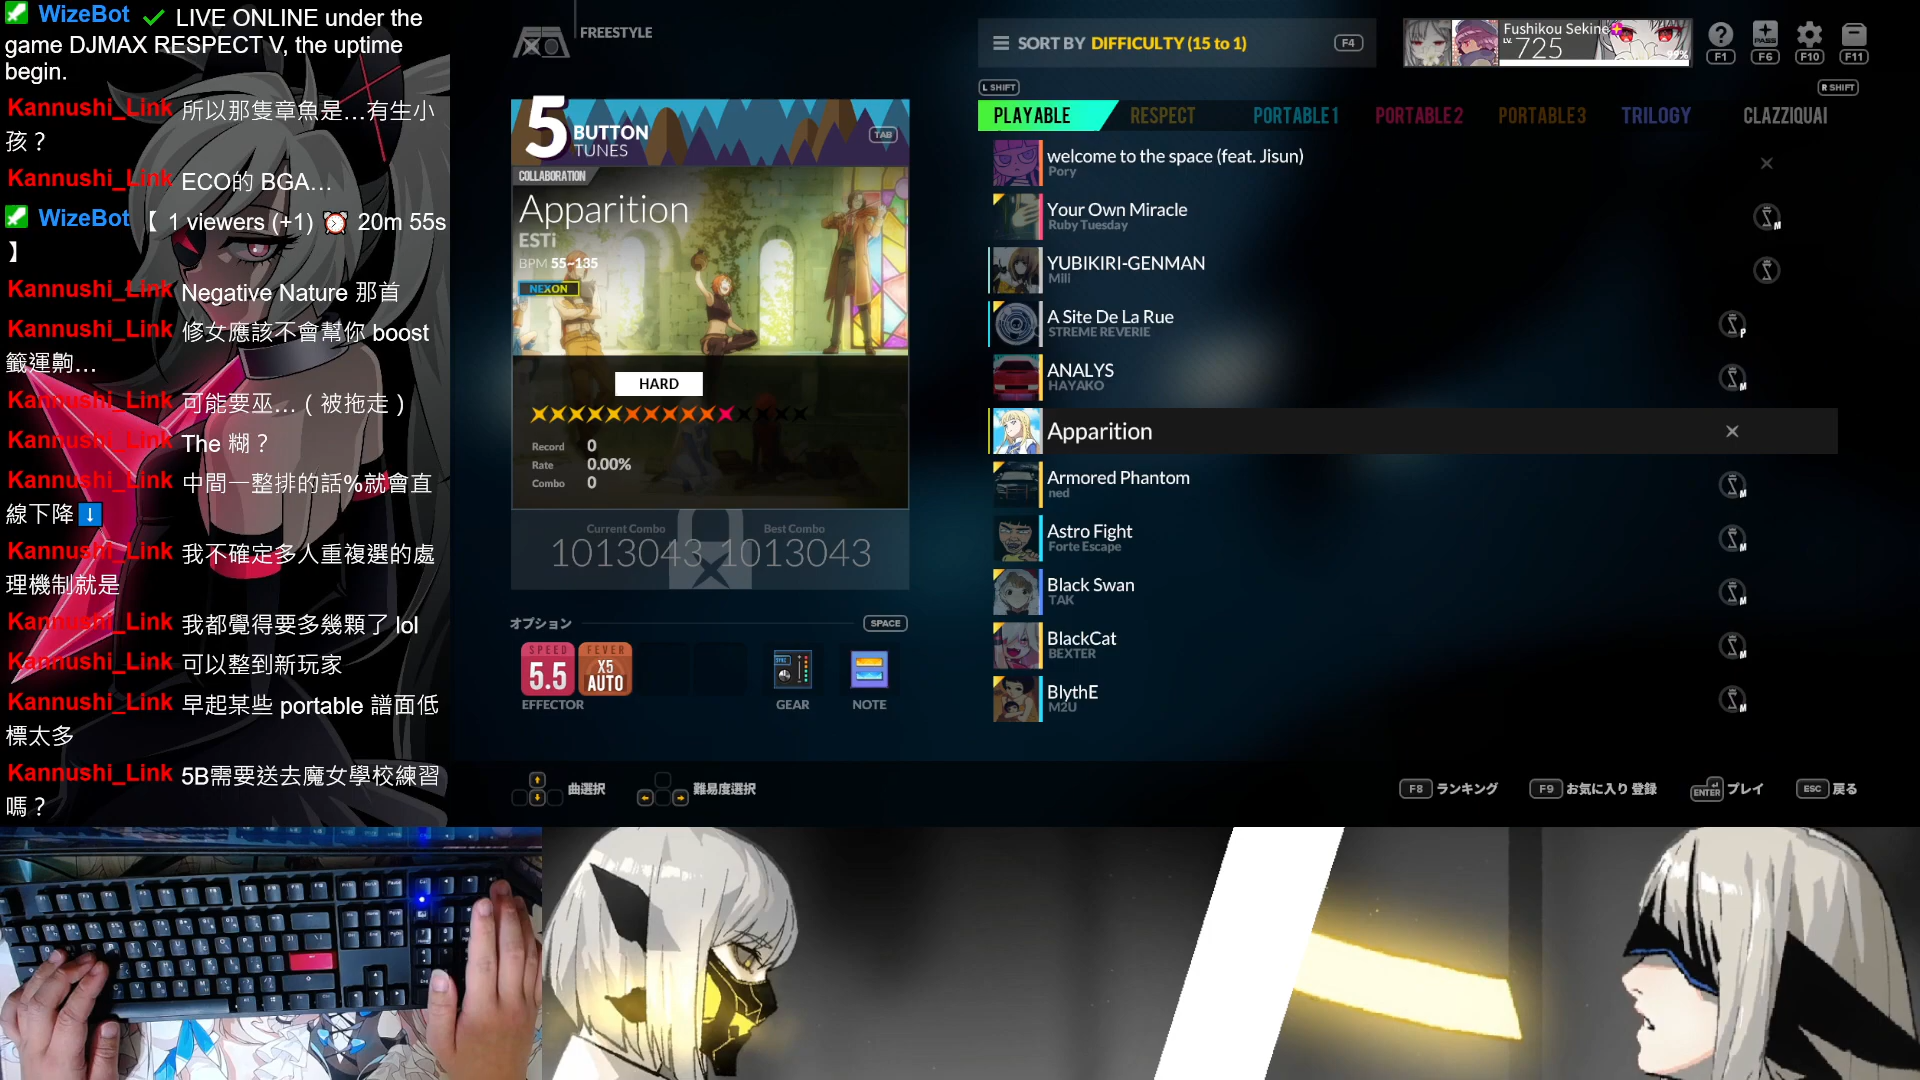 WizeBot ✓ LIVE ONLINE under the
game DJMAX RESPECT V, the uptime
begin.
Kannushi_Link 所以那隻章魚是…有生小
孩？
Kannushi_Link ECO的 BGA…
WizeBot 【 1 viewers (+1) ⏰ 20m 55s
】
Kannushi_Link Negative Nature 那首
Kannushi_Link 修女應該不會幫你 boost
籤運齁…
Kannushi_Link 可能要巫…（被拖走）
Kannushi_Link The 糊？
Kannushi_Link 中間一整排的話%就會直
線下降⬇️
Kannushi_Link 我不確定多人重複選的處
理機制就是
Kannushi_Link 我都覺得要多幾顆了 lol
Kannushi_Link 可以整到新玩家
Kannushi_Link 早起某些 portable 譜面低
標太多
Kannushi_Link 5B需要送去魔女學校練習
嗎？
FREESTYLE
5 BUTTON
TUNES
TAB
COLLABORATION
Apparition
ESTi
BPM 55~135
NEXON
HARD
Record 0
Rate 0.00%
Combo 0
Current Combo Best Combo
1013043 1013043
オプション SPACE
SPEED 5.5
FEVER X5 AUTO
EFFECTOR GEAR NOTE
曲選択 難易度選択
SORT BY DIFFICULTY (15 to 1) F4
Fushikou Sekine
LV. 725
99%
F1 F6 F10 F11
PASS
L SHIFT R SHIFT
PLAYABLE RESPECT PORTABLE1 PORTABLE2 PORTABLE3 TRILOGY CLAZZIQUAI
welcome to the space (feat. Jisun)
Pory
Your Own Miracle
Ruby Tuesday
M
YUBIKIRI-GENMAN
Mili
A Site De La Rue
STREME REVERIE
P
ANALYS
HAYAKO
M
Apparition
Armored Phantom
ned
M
Astro Fight
Forte Escape
M
Black Swan
TAK
M
BlackCat
BEXTER
M
BlythE
M2U
M
F8 ランキング F9 お気に入り 登録 ENTER プレイ ESC 戻る